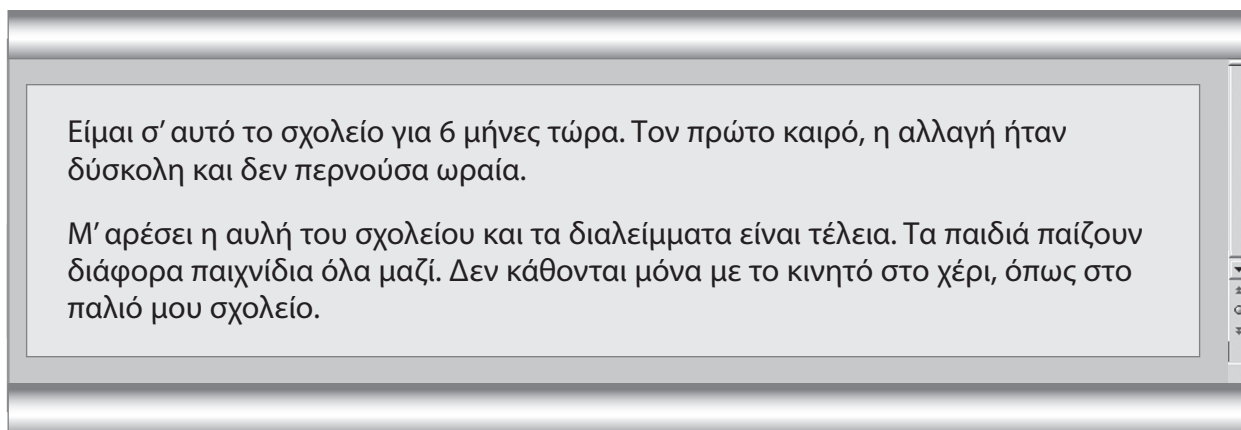 Είμαι σ’ αυτό το σχολείο για 6 μήνες τώρα. Τον πρώτο καιρό, η αλλαγή ήταν
δύσκολη και δεν περνούσα ωραία.
Μ’ αρέσει η αυλή του σχολείου και τα διαλείμματα είναι τέλεια. Τα παιδιά παίζουν
διάφορα παιχνίδια όλα μαζί. Δεν κάθονται μόνα με το κινητό στο χέρι, όπως στο
παλιό μου σχολείο.